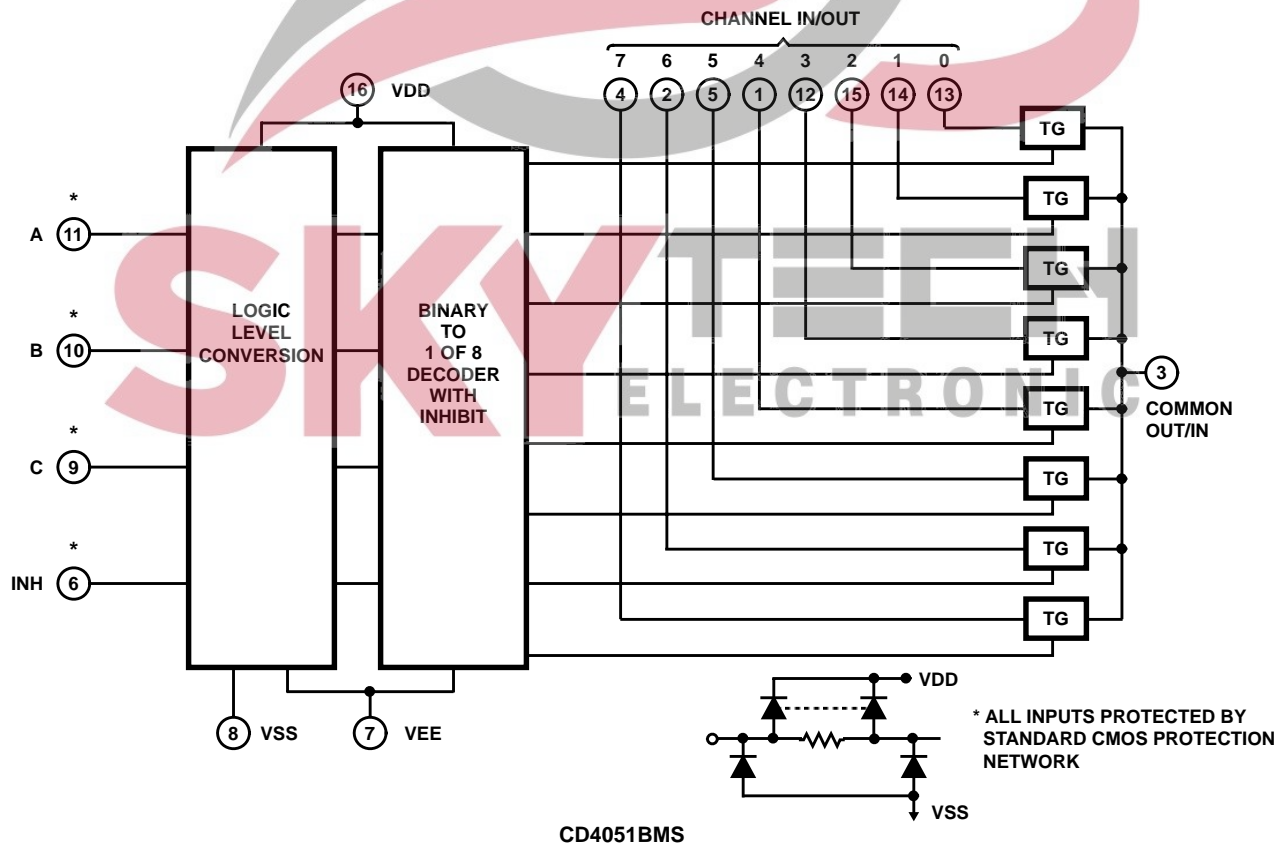 CHANNEL IN/OUT
7 6 5 4 3 2 1 0
4 2 5 1 12 15 14 13
16 VDD
TG
TG
TG
TG
TG
TG
TG
TG
*
A 11
*
B 10
*
C 9
*
INH 6
LOGIC
LEVEL
CONVERSION
BINARY
TO
1 OF 8
DECODER
WITH
INHIBIT
SKY TECH
ELECTRONIC
3
COMMON
OUT/IN
8 VSS
7 VEE
VDD
VSS
* ALL INPUTS PROTECTED BY
STANDARD CMOS PROTECTION
NETWORK
CD4051BMS